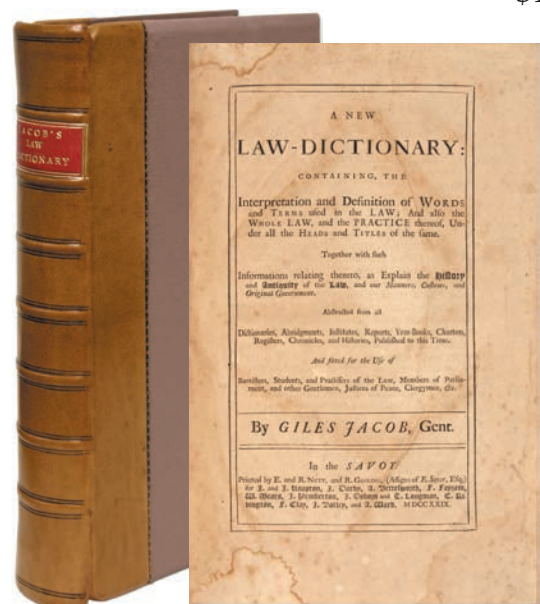 $1
JACOB'S
LAW
DICTIONARY
A NEW
LAW-DICTIONARY:
CONTAINING, THE
Interpretation and Definition of WORDS
and TERMS used in the LAW; And also the
WHOLE LAW, and the PRACTICE thereof, Un-
der all the HEADS and TITLES of the same.
Together with such
Informations relating thereto, as Explain the History
and Antiquity of the Law, and our Manners, Customs, and
Original Government.
Abstracted from all
Dictionaries, Abridgments, Institutes, Reports, Year-Books, Charters,
Registers, Chronicles, and Histories, Published to this Time.
And fitted for the Use of
Barristers, Students, and Practisers of the Law, Members of Parlia-
ment, and other Gentlemen, Justices of Peace, Clergymen, &c.
By GILES JACOB, Gent.
In the SAVOY:
Printed by E. and R. NUTT, and R. GOSLING, (Assigns of E. Sayer, Esq;)
for J. and J. Knapton, J. Darby, A. Bettesworth, F. Fayram,
W. Mears, J. Pemberton, J. Osborn and T. Longman, C. Ri-
vington, F. Clay, J. Batley, and A. Ward. MDCCXXIX.